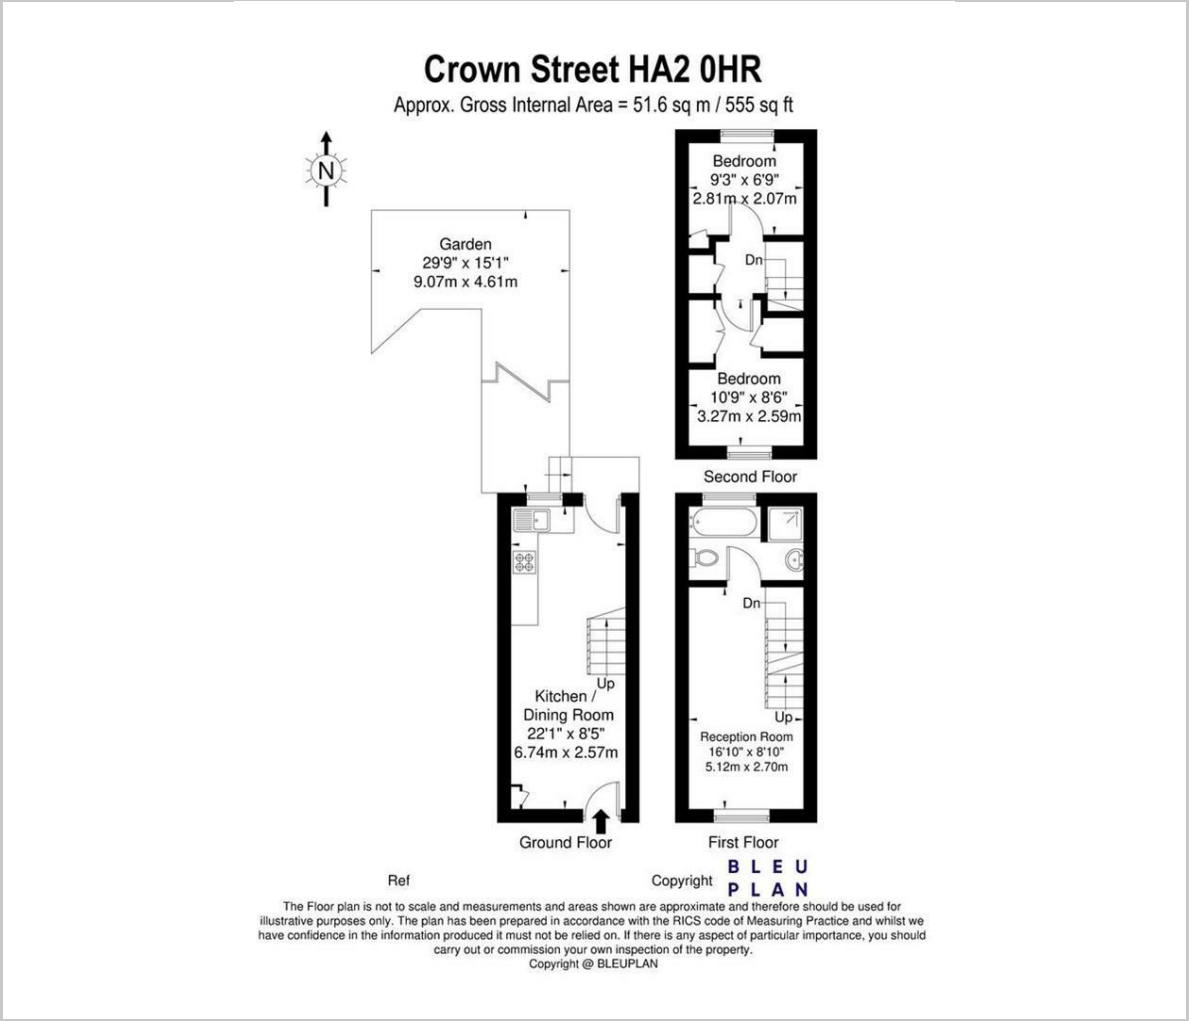 Crown Street HA2 0HR
Approx. Gross Internal Area = 51.6 sq m / 555 sq ft
N
Garden
29'9" x 15'1"
9.07m x 4.61m
Bedroom
9'3" x 6'9"
2.81m x 2.07m
Dn
Bedroom
10'9" x 8'6"
3.27m x 2.59m
Second Floor
Up
Kitchen /
Dining Room
22'1" x 8'5"
6.74m x 2.57m
Ground Floor
Dn
Up
Reception Room
16'10" x 8'10"
5.12m x 2.70m
First Floor
Ref
Copyright
BLEU
PLAN
The Floor plan is not to scale and measurements and areas shown are approximate and therefore should be used for
illustrative purposes only. The plan has been prepared in accordance with the RICS code of Measuring Practice and whilst we
have confidence in the information produced it must not be relied on. If there is any aspect of particular importance, you should
carry out or commission your own inspection of the property.
Copyright @ BLEUPLAN